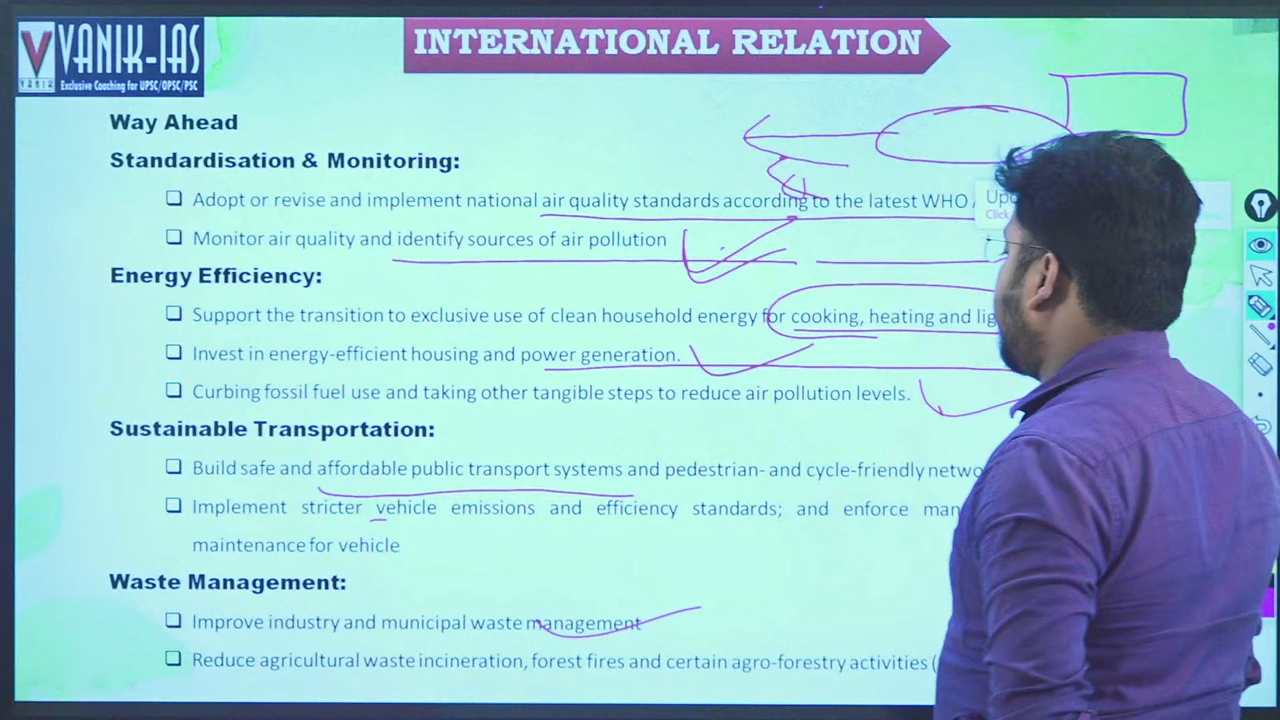 VANIK-IAS
VANIK
Exclusive Coaching for UPSC/OPSC/PSC
INTERNATIONAL RELATION
Way Ahead
Standardisation & Monitoring:
❑ Adopt or revise and implement national air quality standards according to the latest WHO
❑ Monitor air quality and identify sources of air pollution
Energy Efficiency:
❑ Support the transition to exclusive use of clean household energy for cooking, heating and
❑ Invest in energy-efficient housing and power generation.
❑ Curbing fossil fuel use and taking other tangible steps to reduce air pollution levels.
Sustainable Transportation:
❑ Build safe and affordable public transport systems and pedestrian- and cycle-friendly
❑ Implement stricter vehicle emissions and efficiency standards; and enforce
maintenance for vehicle
Waste Management:
❑ Improve industry and municipal waste management
❑ Reduce agricultural waste incineration, forest fires and certain agro-forestry activities (